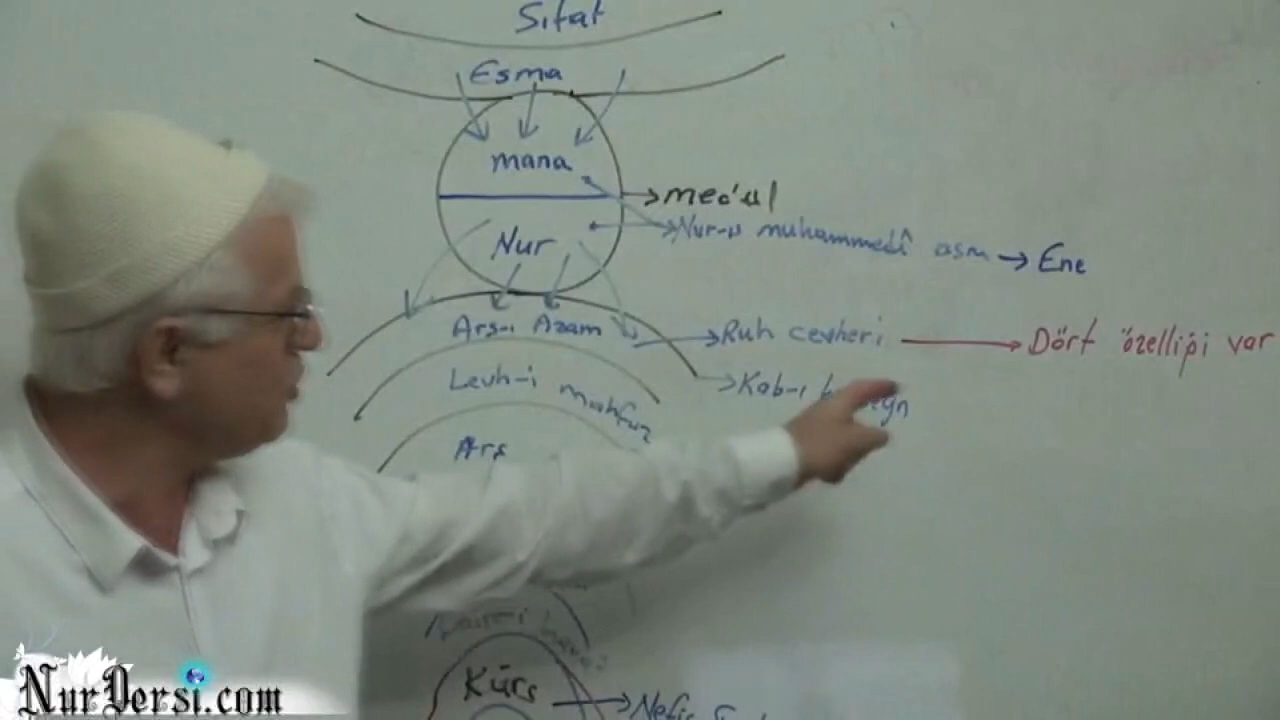 Sıfat
Esma
mana
mec'ul
Nur-u muhammedî asm → Ene
Nur
Arş-ı Azam → Ruh cevheri → Dört özelliği var
Levh-i mahfuz
Kab-ı
Arş
Daire-i
Kürs → Nefis
NurDersi.com